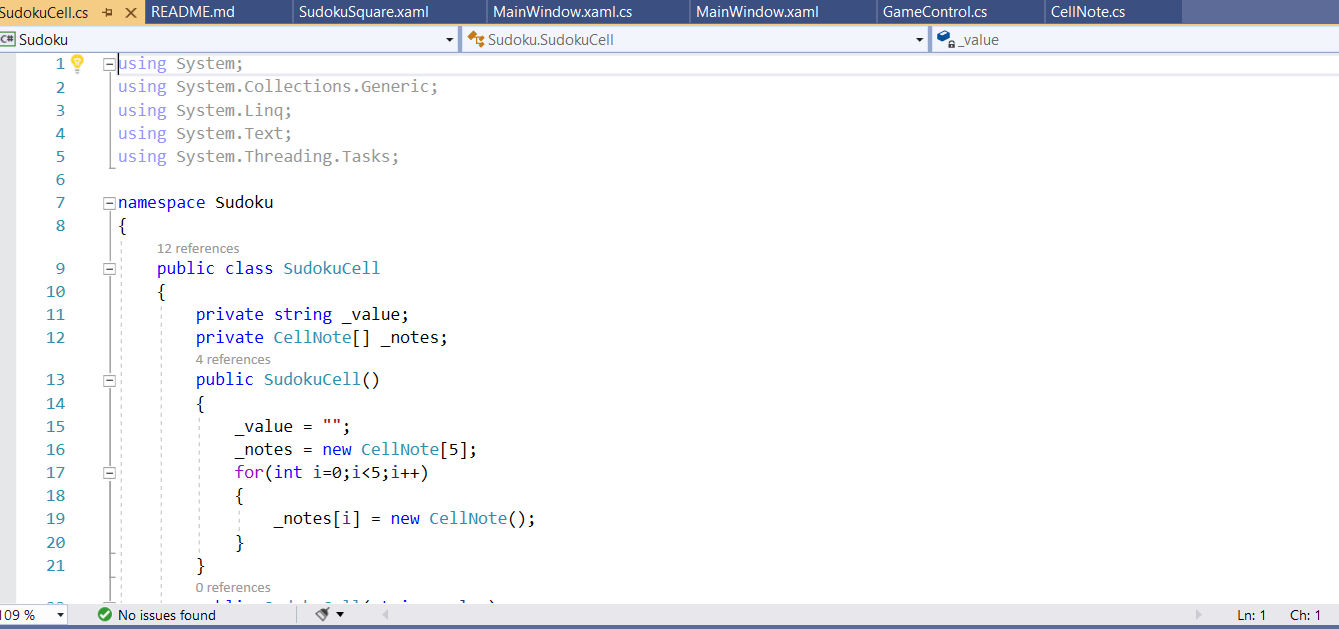 SudokuCell.cs README.md SudokuSquare.xaml MainWindow.xaml.cs MainWindow.xaml GameControl.cs CellNote.cs
C# Sudoku Sudoku.SudokuCell _value
1 using System;
2 using System.Collections.Generic;
3 using System.Linq;
4 using System.Text;
5 using System.Threading.Tasks;
6
7 namespace Sudoku
8 {
12 references
9 public class SudokuCell
10 {
11 private string _value;
12 private CellNote[] _notes;
4 references
13 public SudokuCell()
14 {
15 _value = "";
16 _notes = new CellNote[5];
17 for(int i=0;i<5;i++)
18 {
19 _notes[i] = new CellNote();
20 }
21 }
0 references
109 % No issues found Ln: 1 Ch: 1